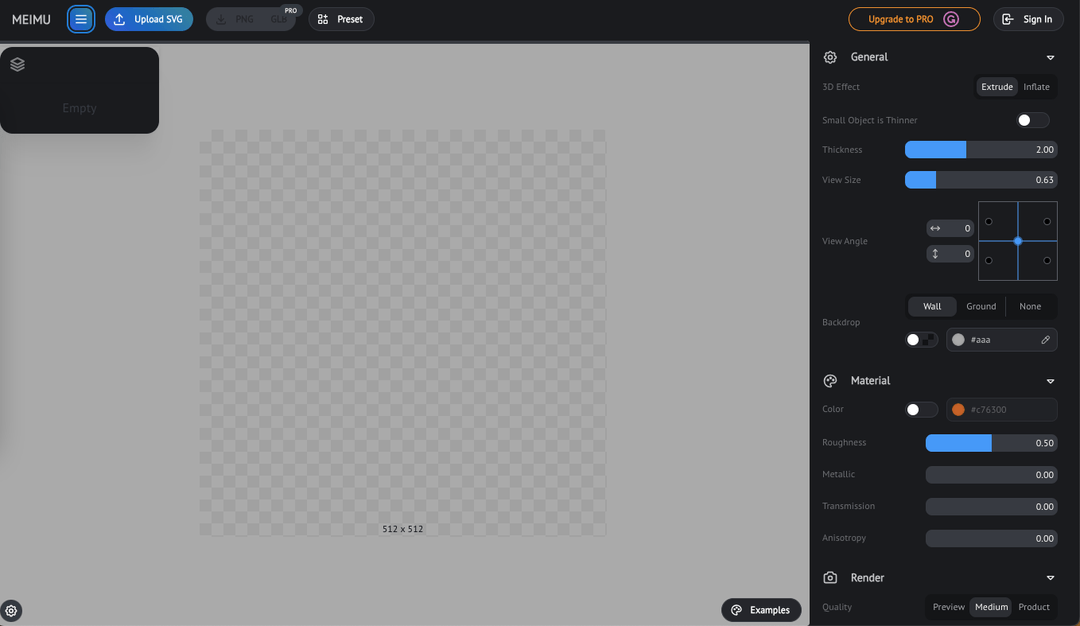 MEIMU
Upload SVG
PNG GLB PRO
Preset
Upgrade to PRO
Sign In
Empty
512 x 512
Examples
General
3D Effect Extrude Inflate
Small Object is Thinner
Thickness 2.00
View Size 0.63
View Angle 0
0
Backdrop Wall Ground None
#aaa
Material
Color #c76300
Roughness 0.50
Metallic 0.00
Transmission 0.00
Anisotropy 0.00
Render
Quality Preview Medium Product